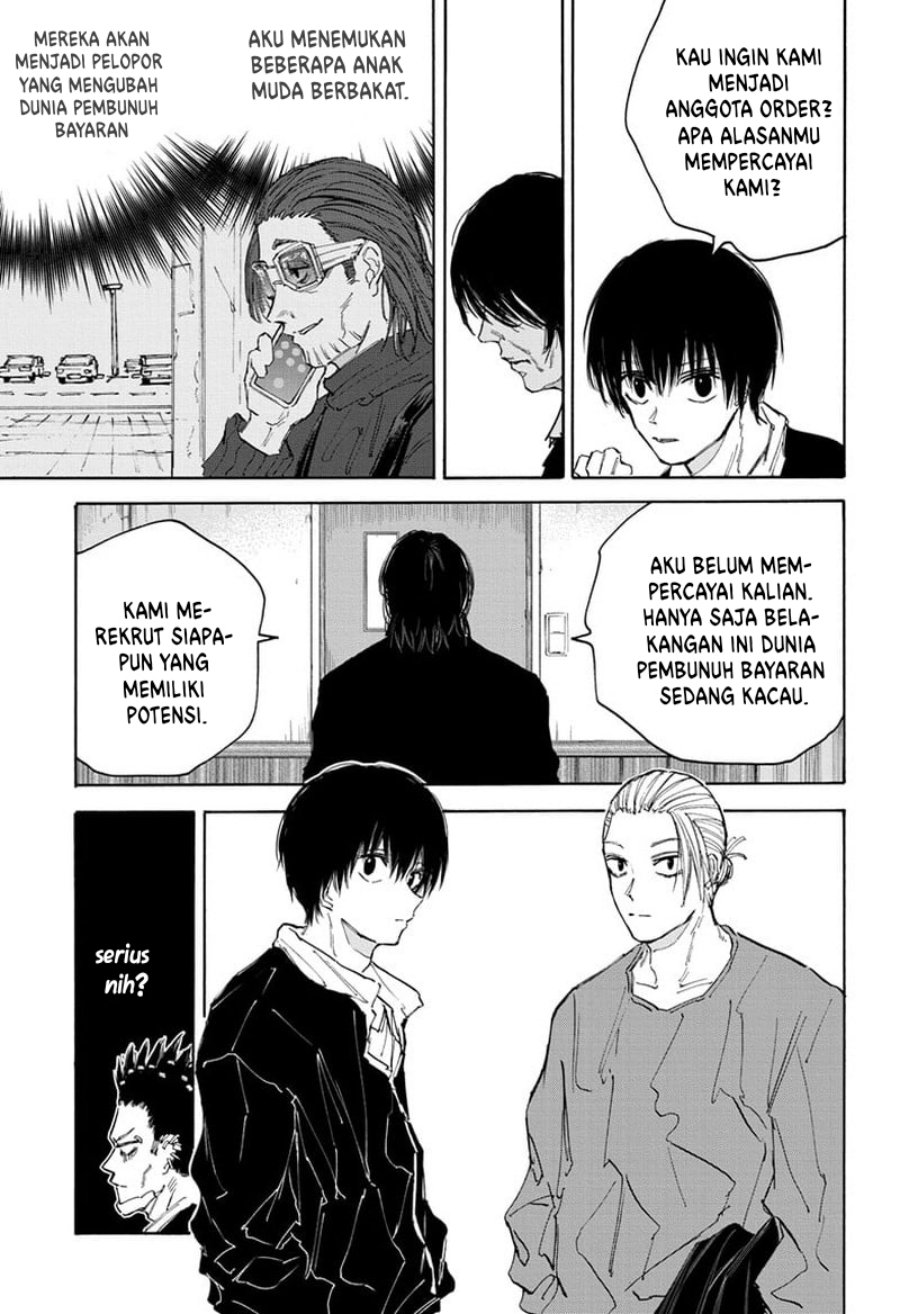 KAU INGIN KAMI
MENJADI
ANGGOTA ORDER?
APA ALASANMU
MEMPERCAYAI
KAMI?
AKU MENEMUKAN
BEBERAPA ANAK
MUDA BERBAKAT.
MEREKA AKAN
MENJADI PELOPOR
YANG MENGUBAH
DUNIA PEMBUNUH
BAYARAN
AKU BELUM MEM-
PERCAYAI KALIAN.
HANYA SAJA BELA-
KANGAN INI DUNIA
PEMBUNUH BAYARAN
SEDANG KACAU.
KAMI ME-
REKRUT SIAPA-
PUN YANG
MEMILIKI
POTENSI.
serius
nih?